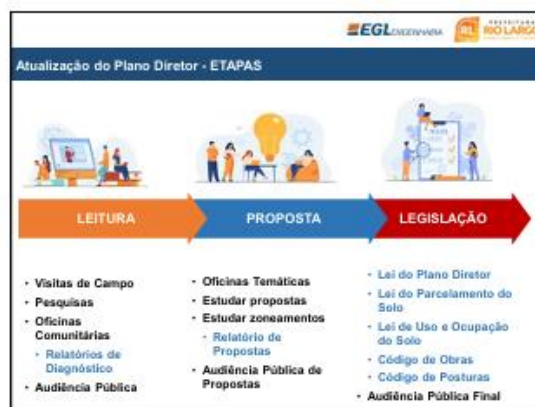 EGL ENGENHARIA
RL
PREFEITURA
RIO LARGO
Atualização do Plano Diretor - ETAPAS
LEITURA
PROPOSTA
LEGISLAÇÃO
• Visitas de Campo
• Pesquisas
• Oficinas
Comunitárias
• Relatórios de
Diagnóstico
• Audiência Pública
• Oficinas Temáticas
• Estudar propostas
• Estudar zoneamentos
• Relatório de
Propostas
• Audiência Pública de
Propostas
• Lei do Plano Diretor
• Lei do Parcelamento do
Solo
• Lei de Uso e Ocupação
do Solo
• Código de Obras
• Código de Posturas
• Audiência Pública Final